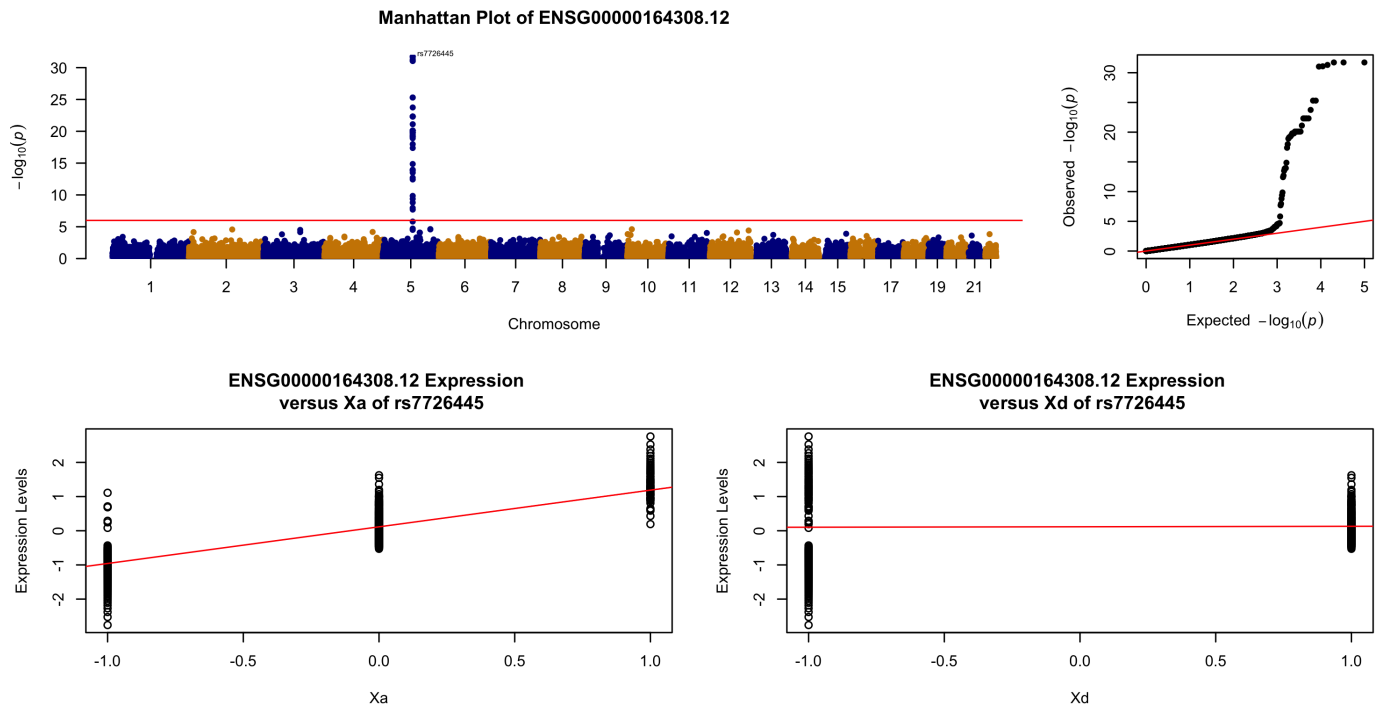 Manhattan Plot of ENSG00000164308.12
rs7726445
30
25
20
15
10
5
0
−log10(p)
1 2 3 4 5 6 7 8 9 10 11 12 13 14 15 17 19 21
Chromosome
30
20
10
5
0
Observed −log10(p)
0 1 2 3 4 5
Expected −log10(p)
ENSG00000164308.12 Expression
versus Xa of rs7726445
2
1
0
-1
-2
Expression Levels
-1.0 -0.5 0.0 0.5 1.0
Xa
ENSG00000164308.12 Expression
versus Xd of rs7726445
2
1
0
-1
-2
Expression Levels
-1.0 -0.5 0.0 0.5 1.0
Xd